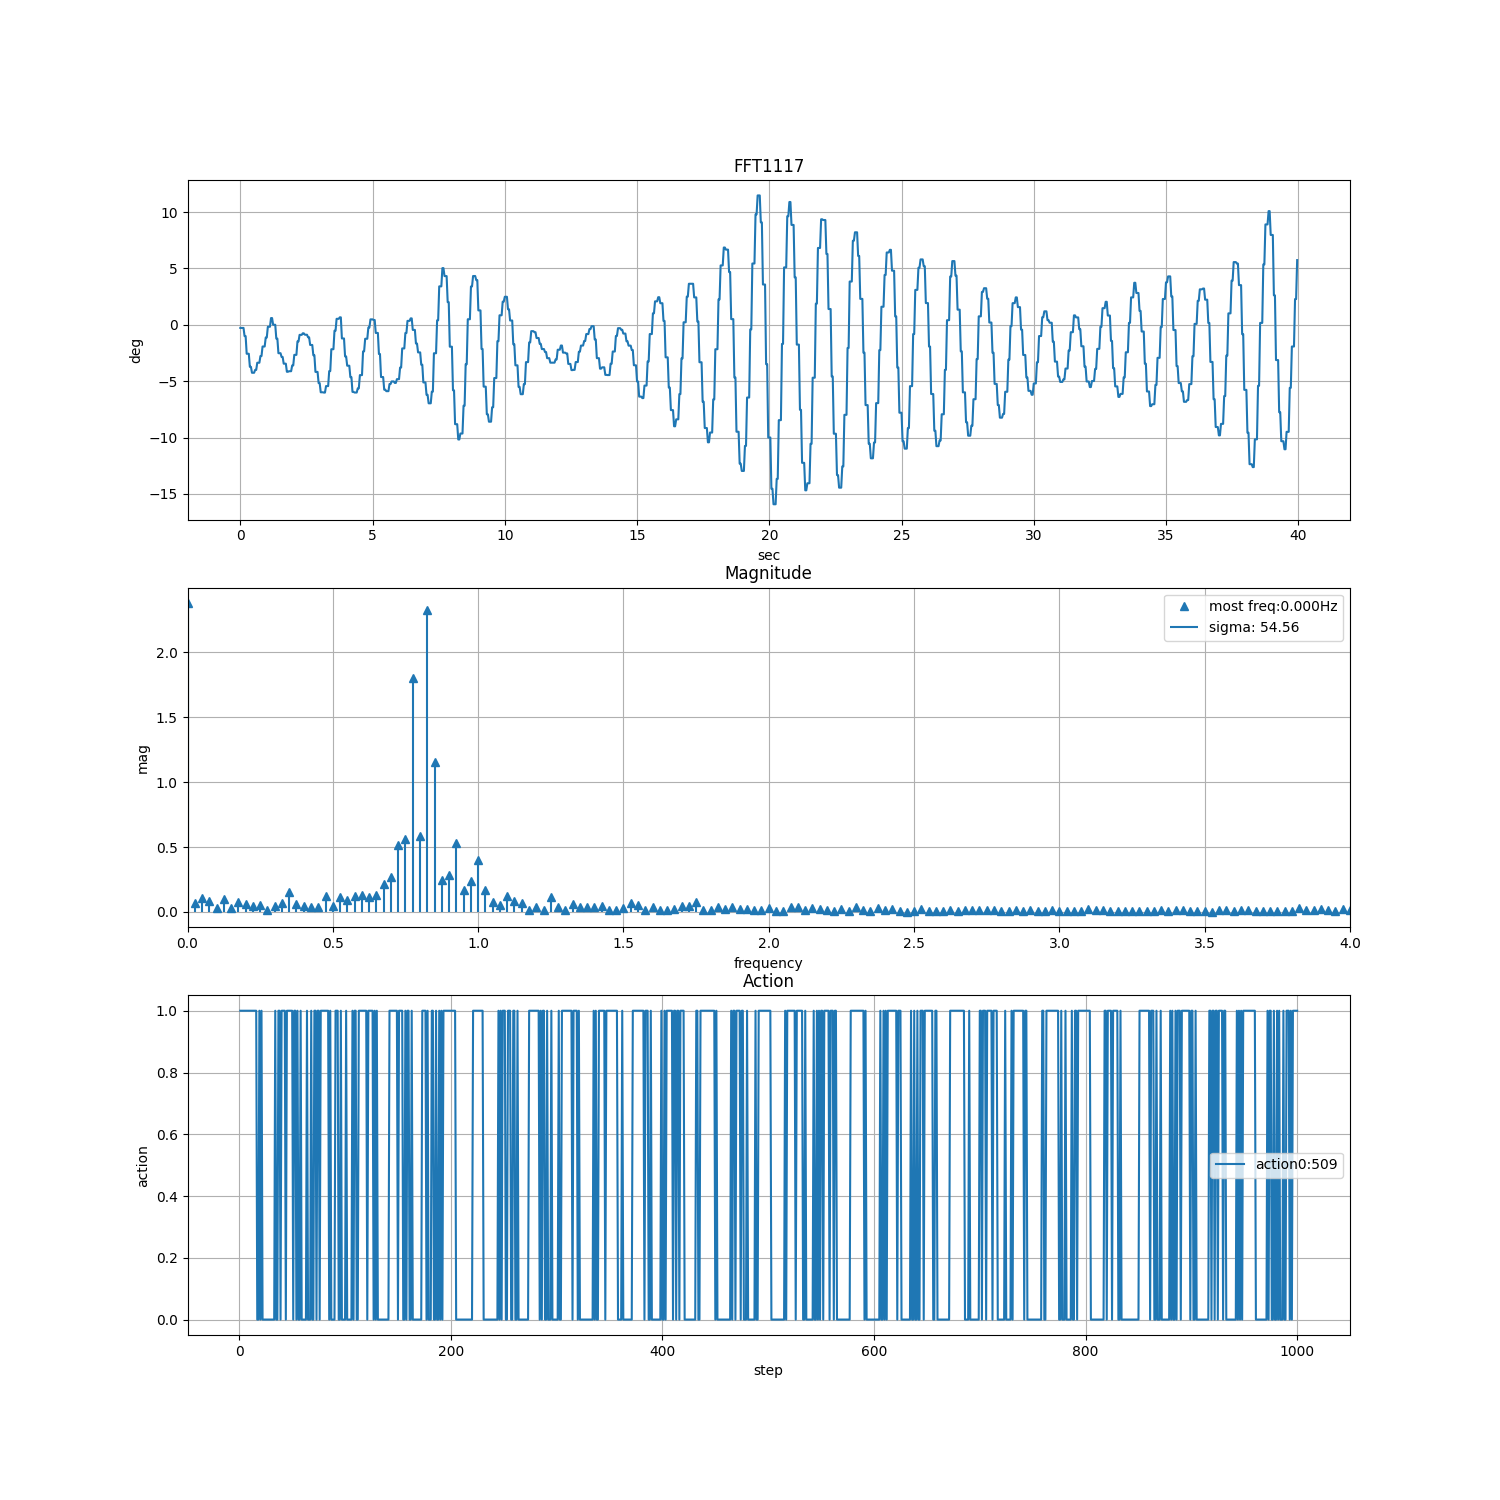 FFT1117
10
5
0
−5
−10
−15
deg
0 5 10 15 20 25 30 35 40
sec
Magnitude
most freq:0.000Hz
sigma: 54.56
2.0
1.5
1.0
0.5
0.0
mag
0.0 0.5 1.0 1.5 2.0 2.5 3.0 3.5 4.0
frequency
Action
1.0
0.8
0.6
0.4
0.2
0.0
action
action0:509
0 200 400 600 800 1000
step